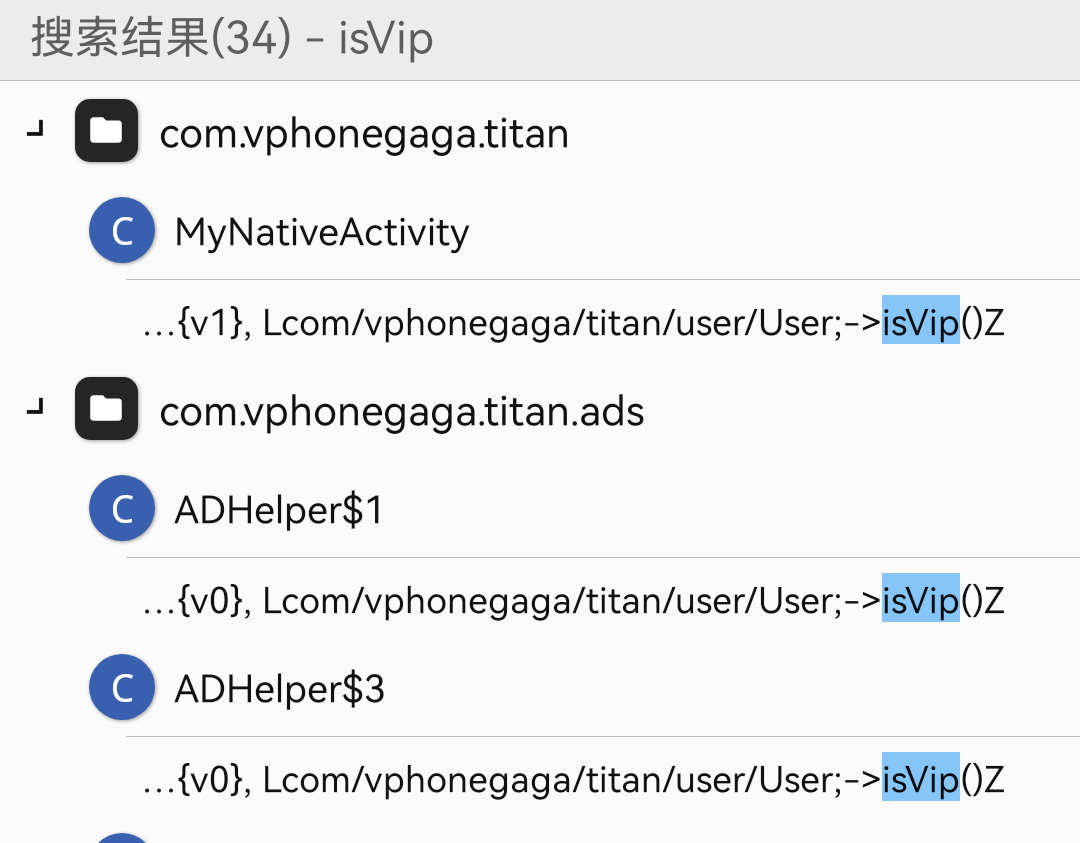 搜索结果(34) - isVip
com.vphonegaga.titan
C MyNativeActivity
...{v1}, Lcom/vphonegaga/titan/user/User;->isVip()Z
com.vphonegaga.titan.ads
C ADHelper$1
...{v0}, Lcom/vphonegaga/titan/user/User;->isVip()Z
C ADHelper$3
...{v0}, Lcom/vphonegaga/titan/user/User;->isVip()Z